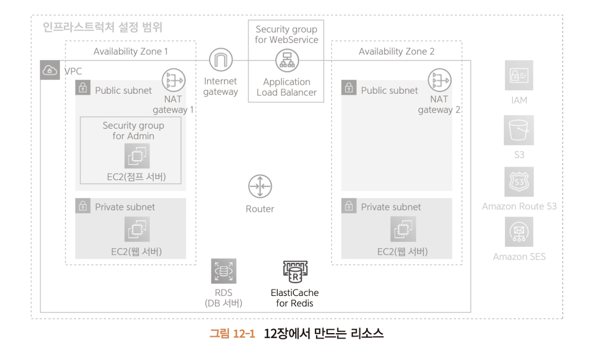 인프라스트럭처 설정 범위
Security group
for WebService
Availability Zone 1
Availability Zone 2
VPC
Internet
gateway
Application
Load Balancer
Public subnet
NAT
gateway 1
Public subnet
NAT
gateway 2
Security group
for Admin
EC2(점프 서버)
IAM
S3
53
Router
Private subnet
EC2(웹 서버)
Private subnet
EC2(웹 서버)
Amazon Route 53
Amazon SES
RDS
(DB 서버)
R
ElastiCache
for Redis
그림 12-1 12장에서 만드는 리소스